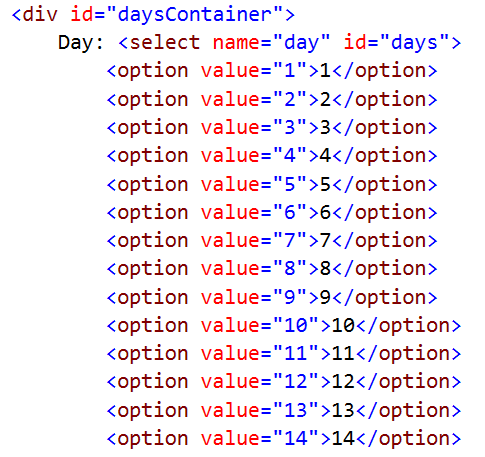 <div id="daysContainer">
    Day: <select name="day" id="days">
        <option value="1">1</option>
        <option value="2">2</option>
        <option value="3">3</option>
        <option value="4">4</option>
        <option value="5">5</option>
        <option value="6">6</option>
        <option value="7">7</option>
        <option value="8">8</option>
        <option value="9">9</option>
        <option value="10">10</option>
        <option value="11">11</option>
        <option value="12">12</option>
        <option value="13">13</option>
        <option value="14">14</option>